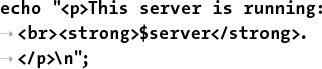 echo "<p>This server is running:
→ <br><strong>$server</strong>.
→ </p>\n";